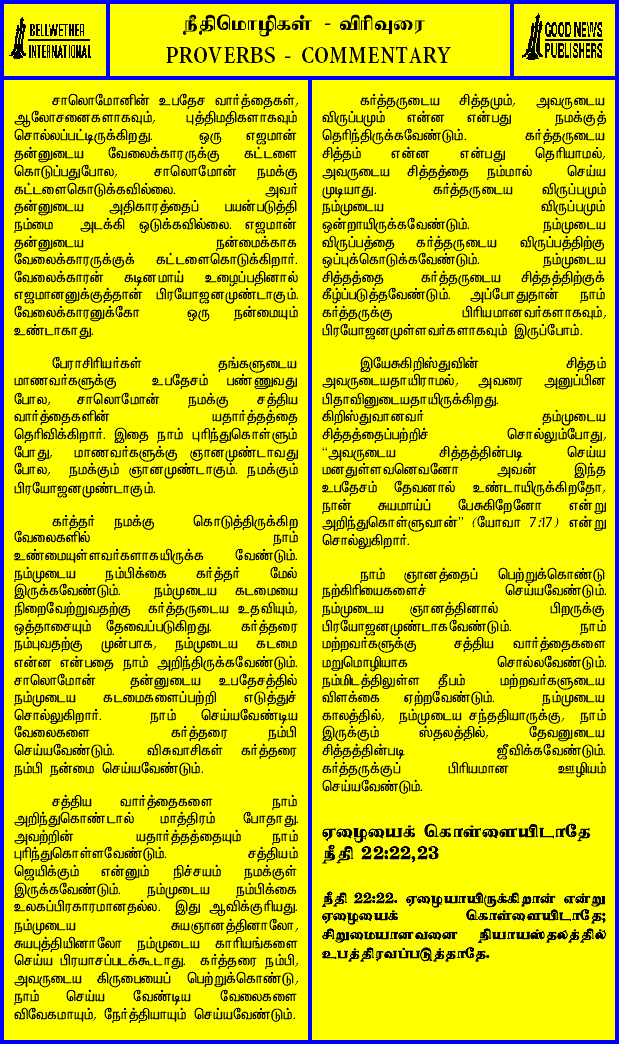 BELLWETHER
INTERNATIONAL
நீதிமொழிகள் - விரிவுரை
PROVERBS - COMMENTARY
GOOD NEWS
PUBLISHERS
சாலொமோனின் உபதேச வார்த்தைகள்,
ஆலோசனைகளாகவும், புத்திமதிகளாகவும்
சொல்லப்பட்டிருக்கிறது. ஒரு எஜமான்
தன்னுடைய வேலைக்காரருக்கு கட்டளை
கொடுப்பதுபோல, சாலொமோன் நமக்கு
கட்டளைகொடுக்கவில்லை. அவர்
தன்னுடைய அதிகாரத்தைப் பயன்படுத்தி
நம்மை அடக்கி ஒடுக்கவில்லை. எஜமான்
தன்னுடைய நன்மைக்காக
வேலைக்காரருக்குக் கட்டளைகொடுக்கிறார்.
வேலைக்காரன் கடினமாய் உழைப்பதினால்
எஜமானனுக்குத்தான் பிரயோஜனமுண்டாகும்.
வேலைக்காரனுக்கோ ஒரு நன்மையும்
உண்டாகாது.
பேராசிரியர்கள் தங்களுடைய
மாணவர்களுக்கு உபதேசம் பண்ணுவது
போல, சாலொமோன் நமக்கு சத்திய
வார்த்தைகளின் யதார்த்தத்தை
தெரிவிக்கிறார். இதை நாம் புரிந்துகொள்ளும்
போது, மாணவர்களுக்கு ஞானமுண்டாவது
போல, நமக்கும் ஞானமுண்டாகும். நமக்கும்
பிரயோஜனமுண்டாகும்.
கர்த்தர் நமக்கு கொடுத்திருக்கிற
வேலைகளில் நாம்
உண்மையுள்ளவர்களாகயிருக்க வேண்டும்.
நம்முடைய நம்பிக்கை கர்த்தர் மேல்
இருக்கவேண்டும். நம்முடைய கடமையை
நிறைவேற்றுவதற்கு கர்த்தருடைய உதவியும்,
ஒத்தாசையும் தேவைப்படுகிறது. கர்த்தரை
நம்புவதற்கு முன்பாக, நம்முடைய கடமை
என்ன என்பதை நாம் அறிந்திருக்கவேண்டும்.
சாலொமோன் தன்னுடைய உபதேசத்தில்
நம்முடைய கடமைகளைப்பற்றி எடுத்துச்
சொல்லுகிறார். நாம் செய்யவேண்டிய
வேலைகளை கர்த்தரை நம்பி
செய்யவேண்டும். விசுவாசிகள் கர்த்தரை
நம்பி நன்மை செய்யவேண்டும்.
சத்திய வார்த்தைகளை நாம்
அறிந்துகொண்டால் மாத்திரம் போதாது.
அவற்றின் யதார்த்தத்தையும் நாம்
புரிந்துகொள்ளவேண்டும். சத்தியம்
ஜெயிக்கும் என்னும் நிச்சயம் நமக்குள்
இருக்கவேண்டும். நம்முடைய நம்பிக்கை
உலகப்பிரகாரமானதல்ல. இது ஆவிக்குரியது.
நம்முடைய சுயஞானத்தினாலோ,
சுயபுத்தியினாலோ நம்முடைய காரியங்களை
செய்ய பிரயாசப்படக்கூடாது. கர்த்தரை நம்பி,
அவருடைய கிருபையைப் பெற்றுக்கொண்டு,
நாம் செய்ய வேண்டிய வேலைகளை
விவேகமாயும், நேர்த்தியாயும் செய்யவேண்டும்.
கர்த்தருடைய சித்தமும், அவருடைய
விருப்பமும் என்ன என்பது நமக்குத்
தெரிந்திருக்கவேண்டும். கர்த்தருடைய
சித்தம் என்ன என்பது தெரியாமல்,
அவருடைய சித்தத்தை நம்மால் செய்ய
முடியாது. கர்த்தருடைய விருப்பமும்
நம்முடைய விருப்பமும்
ஒன்றாயிருக்கவேண்டும். நம்முடைய
விருப்பத்தை கர்த்தருடைய விருப்பத்திற்கு
ஒப்புக்கொடுக்கவேண்டும். நம்முடைய
சித்தத்தை கர்த்தருடைய சித்தத்திற்குக்
கீழ்ப்படுத்தவேண்டும். அப்போதுதான் நாம்
கர்த்தருக்கு பிரியமானவர்களாகவும்,
பிரயோஜனமுள்ளவர்களாகவும் இருப்போம்.
இயேசுகிறிஸ்துவின் சித்தம்
அவருடையதாயிராமல், அவரை அனுப்பின
பிதாவினுடையதாயிருக்கிறது.
கிறிஸ்துவானவர் தம்முடைய
சித்தத்தைப்பற்றிச் சொல்லும்போது,
“அவருடைய சித்தத்தின்படி செய்ய
மனதுள்ளவனெவனோ அவன் இந்த
உபதேசம் தேவனால் உண்டாயிருக்கிறதோ,
நான் சுயமாய்ப் பேசுகிறேனோ என்று
அறிந்துகொள்ளுவான்” (யோவா 7:17) என்று
சொல்லுகிறார்.
நாம் ஞானத்தைப் பெற்றுக்கொண்டு
நற்கிரியைகளைச் செய்யவேண்டும்.
நம்முடைய ஞானத்தினால் பிறருக்கு
பிரயோஜனமுண்டாகவேண்டும். நாம்
மற்றவர்களுக்கு சத்திய வார்த்தைகளை
மறுமொழியாக சொல்லவேண்டும்.
நம்மிடத்திலுள்ள தீபம் மற்றவர்களுடைய
விளக்கை ஏற்றவேண்டும். நம்முடைய
காலத்தில், நம்முடைய சந்ததியாருக்கு, நாம்
இருக்கும் ஸ்தலத்தில், தேவனுடைய
சித்தத்தின்படி ஜீவிக்கவேண்டும்.
கர்த்தருக்குப் பிரியமான ஊழியம்
செய்யவேண்டும்.
ஏழையைக் கொள்ளையிடாதே
நீதி 22:22,23
நீதி 22:22. ஏழையாயிருக்கிறான் என்று
ஏழையைக் கொள்ளையிடாதே;
சிறுமையானவனை நியாயஸ்தலத்தில்
உபத்திரவப்படுத்தாதே.